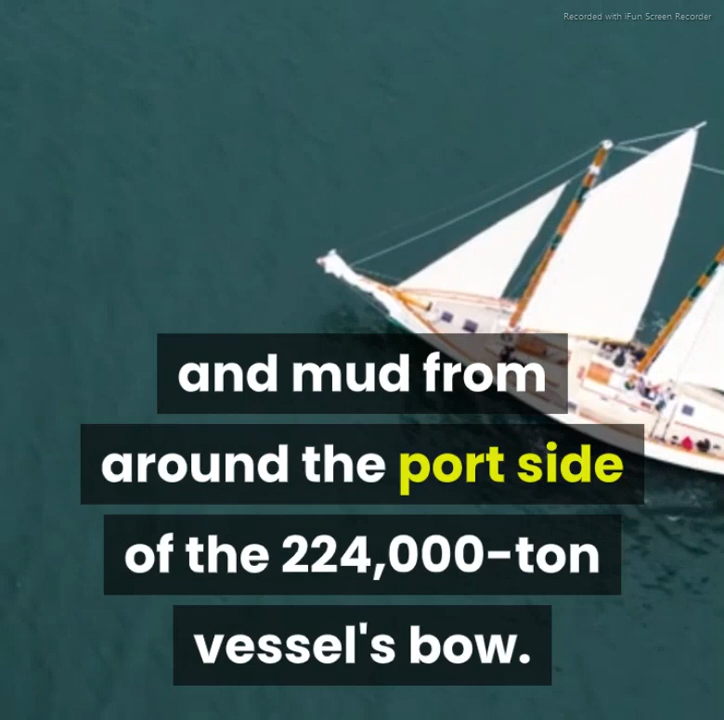 Recorded with iFun Screen Recorder
and mud from
around the port side
of the 224,000-ton
vessel's bow.